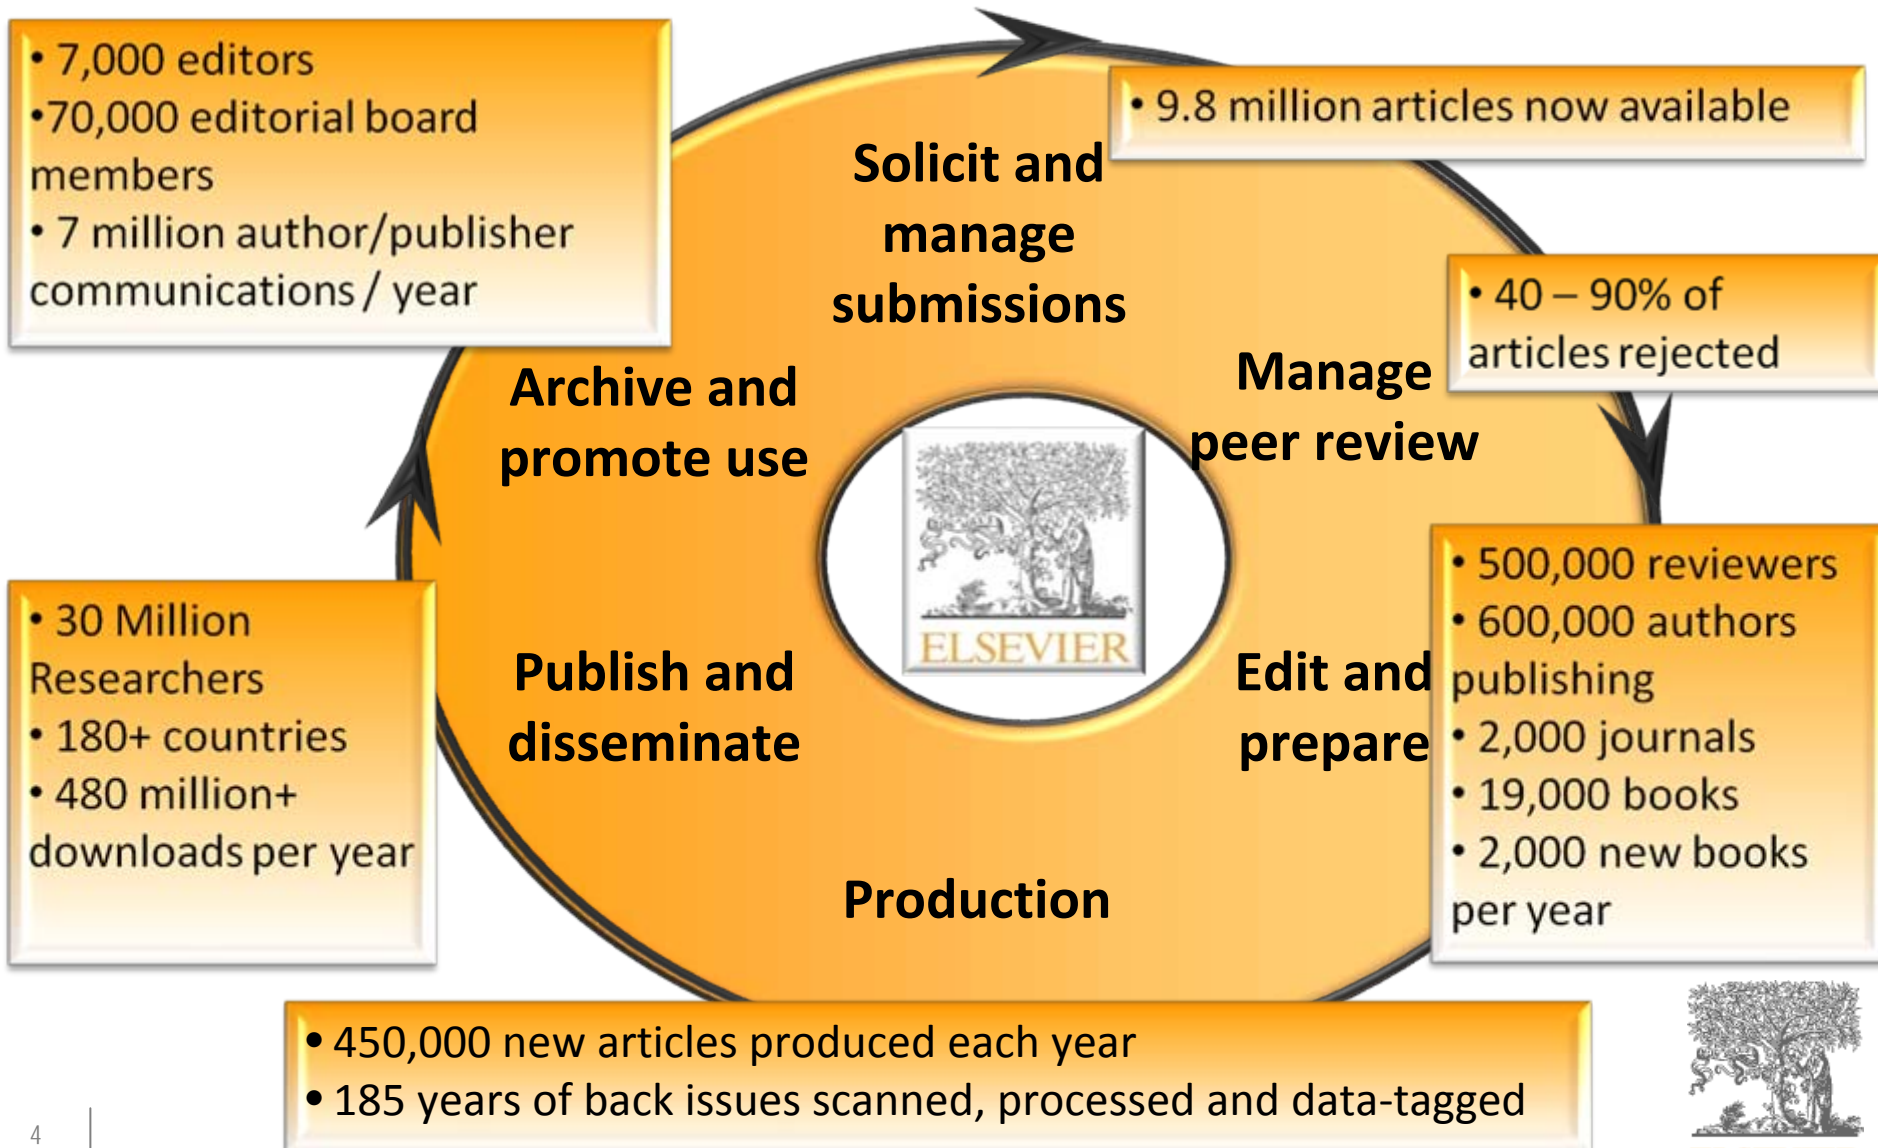 • 7,000 editors
•70,000 editorial board
members
• 7 million author/publisher
communications / year
• 9.8 million articles now available
Solicit and
manage
submissions
• 40 – 90% of
articles rejected
Manage
peer review
Archive and
promote use
ELSEVIER
• 500,000 reviewers
• 600,000 authors
publishing
• 2,000 journals
• 19,000 books
• 2,000 new books
per year
Edit and
prepare
• 30 Million
Researchers
• 180+ countries
• 480 million+
downloads per year
Publish and
disseminate
Production
• 450,000 new articles produced each year
• 185 years of back issues scanned, processed and data-tagged
4